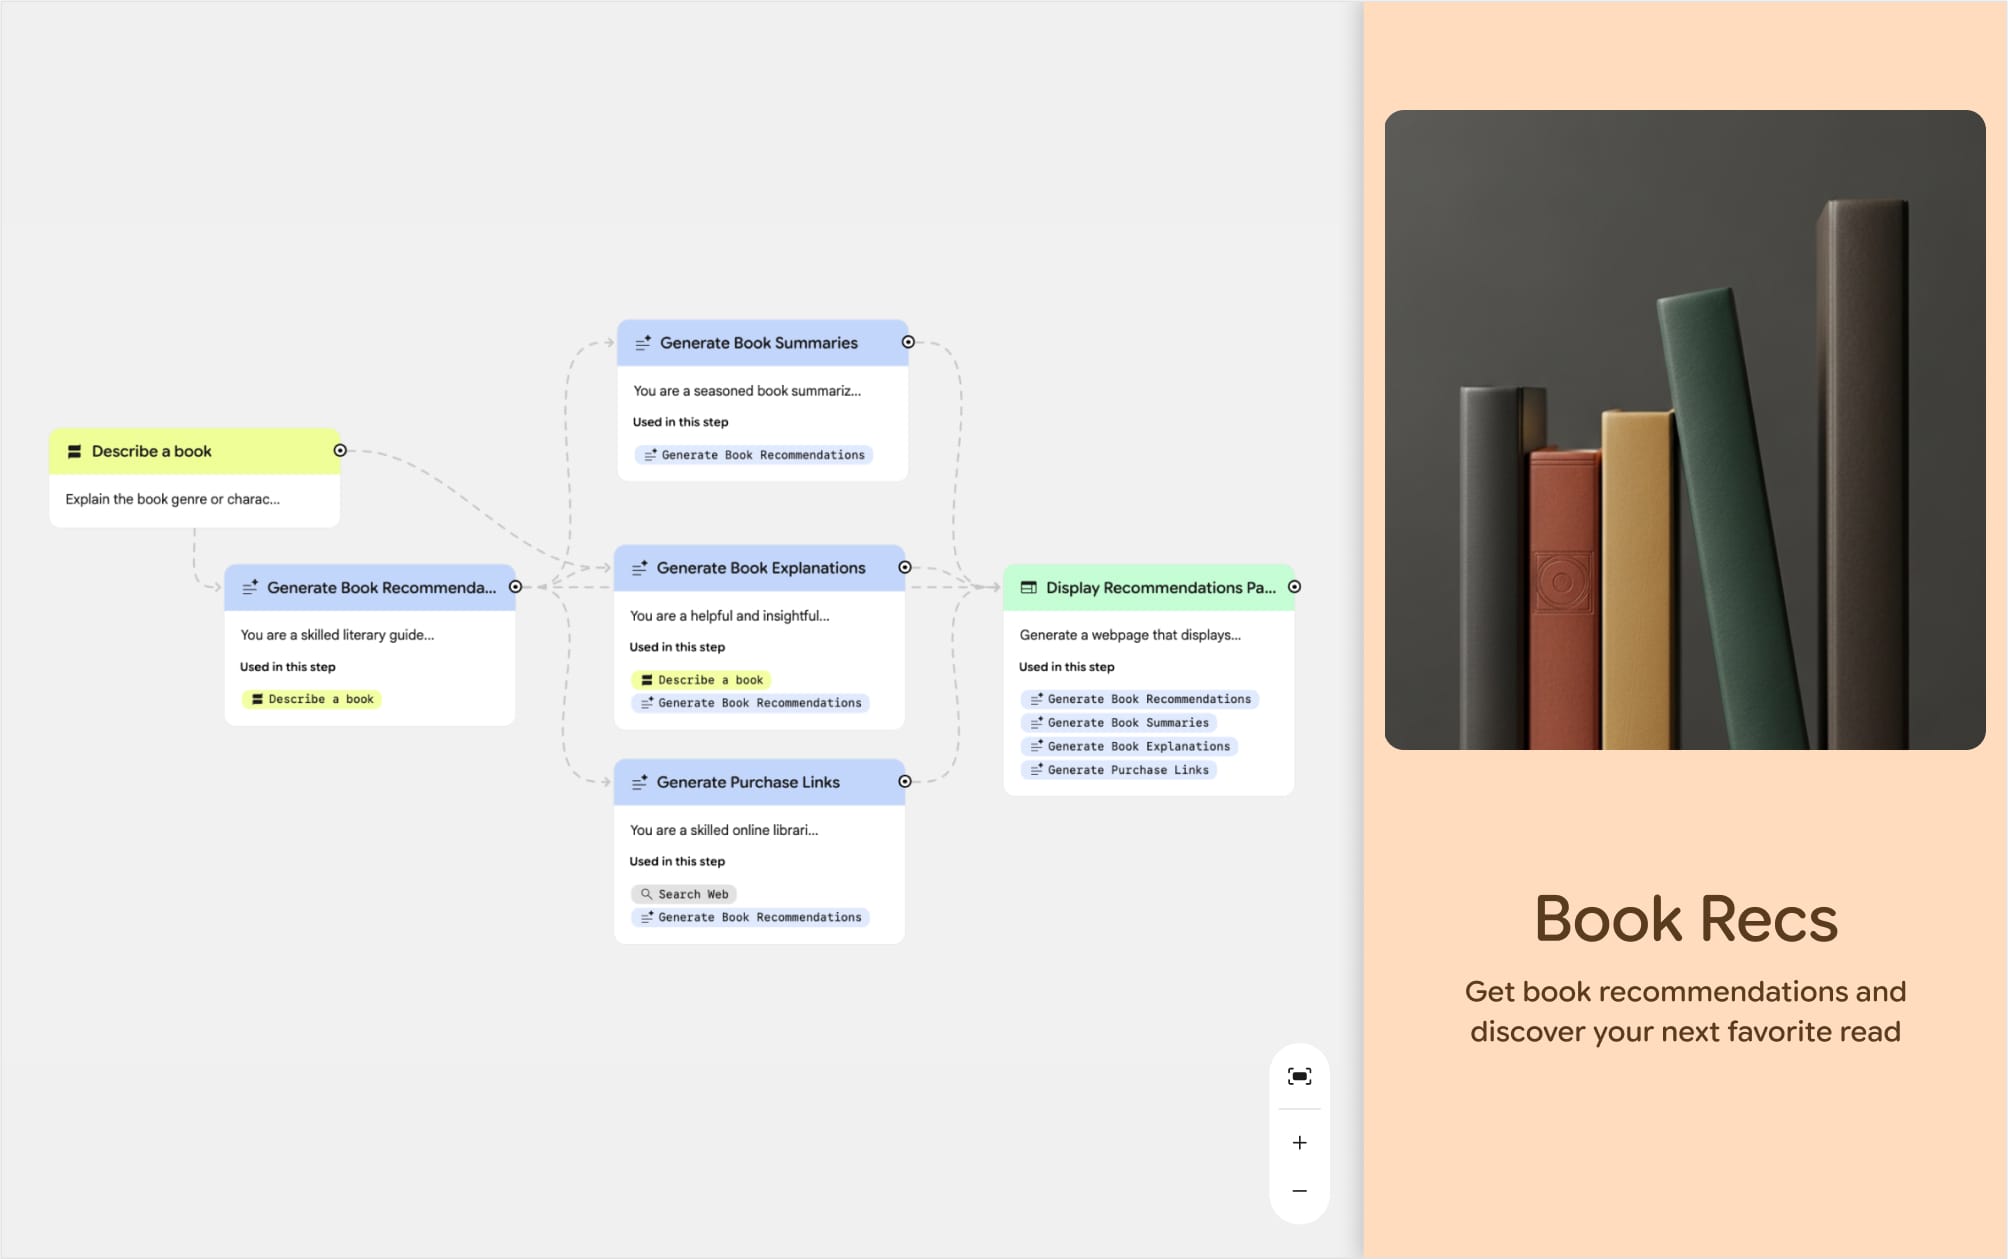 Describe a book
Explain the book genre or charac...
Generate Book Recommenda...
You are a skilled literary guide...
Used in this step
Describe a book
Generate Book Summaries
You are a seasoned book summariz...
Used in this step
Generate Book Recommendations
Generate Book Explanations
You are a helpful and insightful...
Used in this step
Describe a book
Generate Book Recommendations
Generate Purchase Links
You are a skilled online librari...
Used in this step
Search Web
Generate Book Recommendations
Display Recommendations Pa...
Generate a webpage that displays...
Used in this step
Generate Book Recommendations
Generate Book Summaries
Generate Book Explanations
Generate Purchase Links
Book Recs
Get book recommendations and
discover your next favorite read